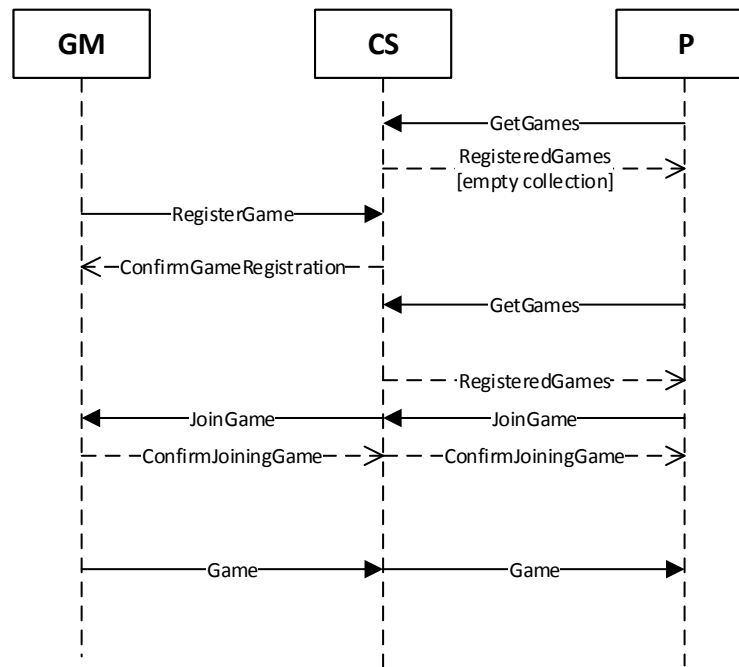 GM
CS
P
GetGames
RegisteredGames
[empty collection]
RegisterGame
ConfirmGameRegistration
GetGames
RegisteredGames
JoinGame
JoinGame
ConfirmJoiningGame
ConfirmJoiningGame
Game
Game